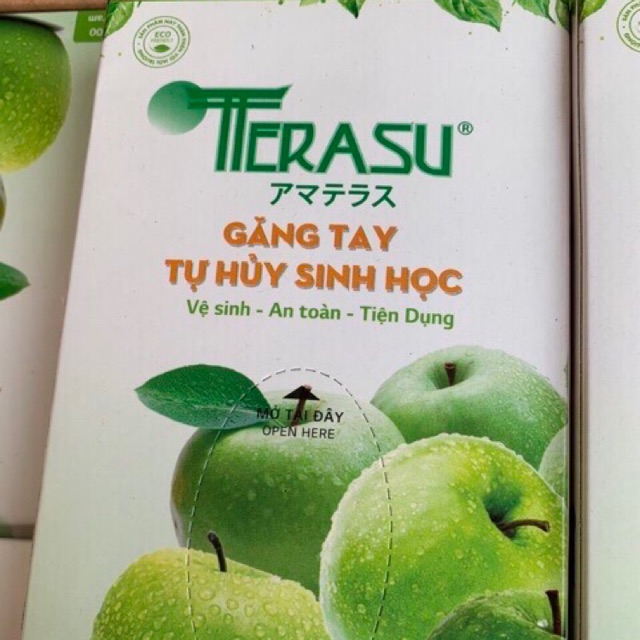 ECO
TERASU®
アマテラス
GĂNG TAY
TỰ HỦY SINH HỌC
Vệ sinh - An toàn - Tiện Dụng
MỞ TẠI ĐÂY
OPEN HERE